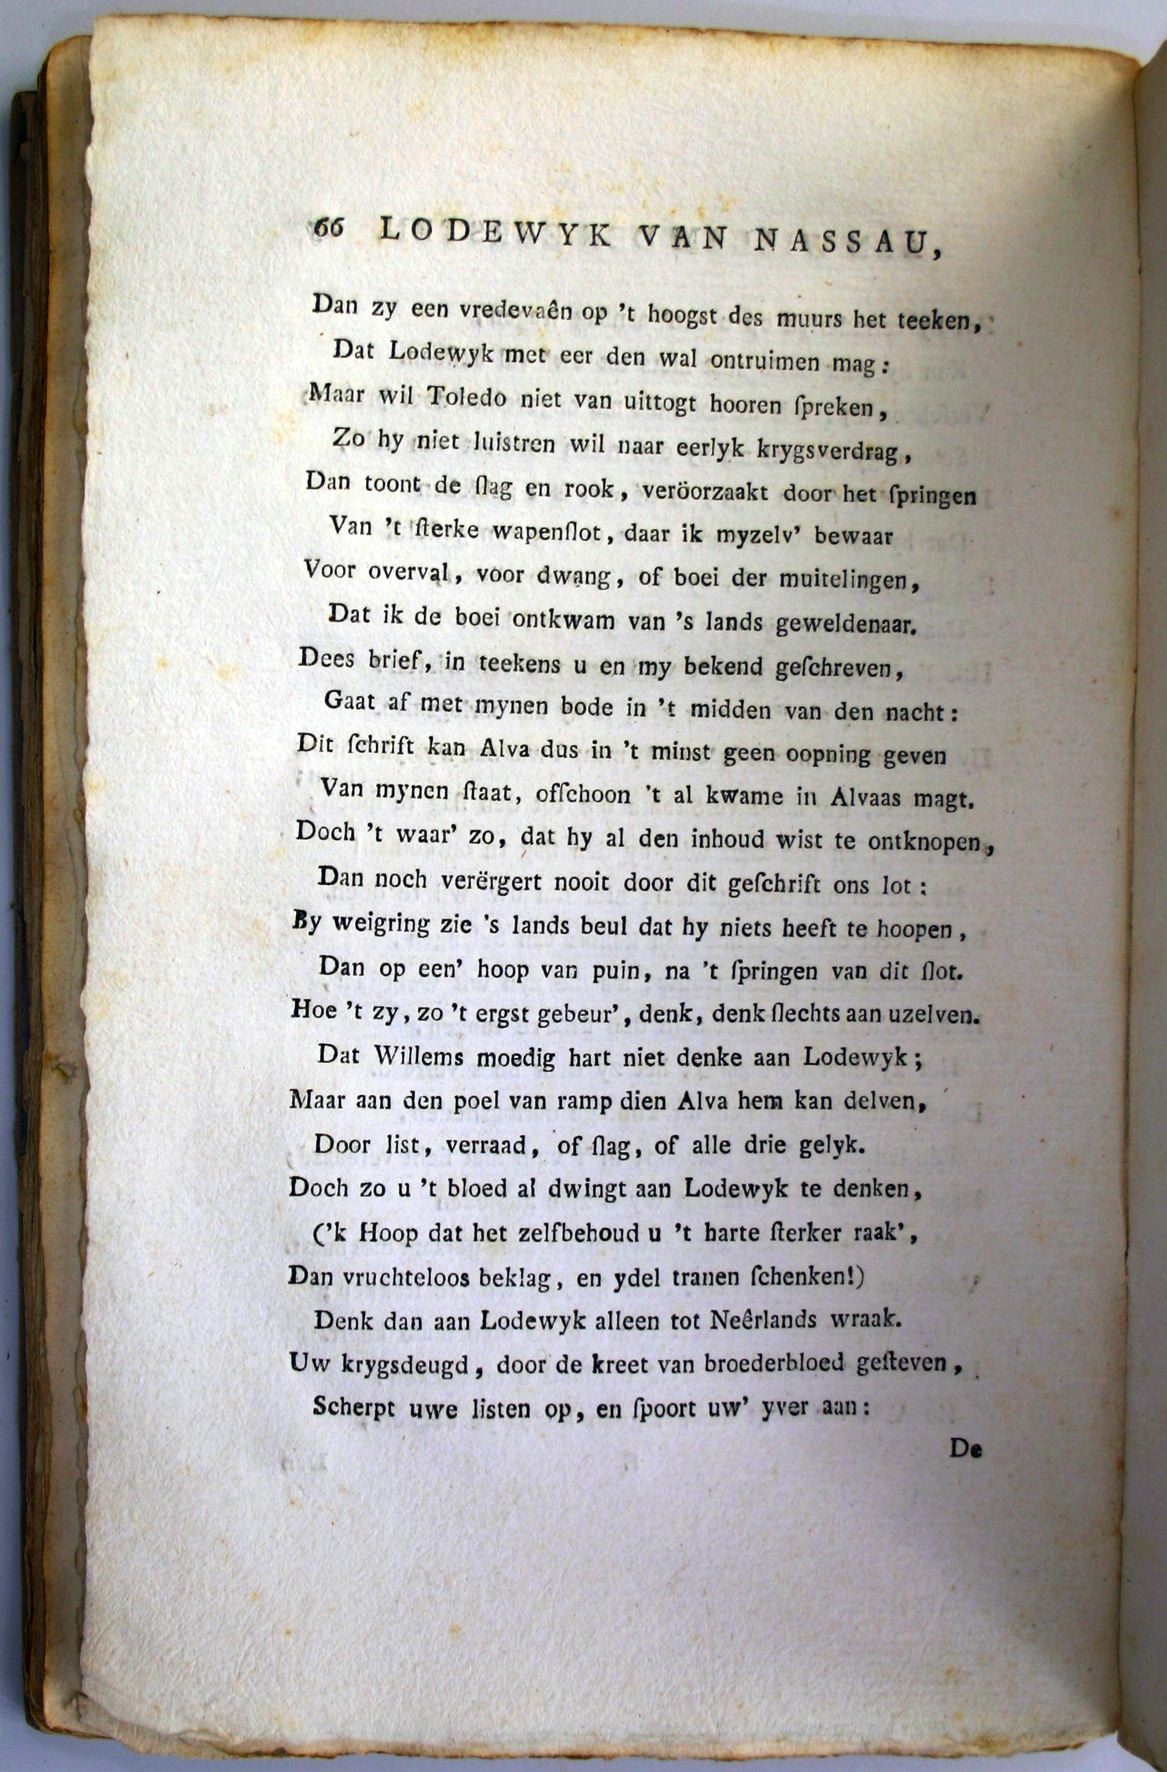 66 LODEWYK VAN NASSAU,
Dan zy een vredevaên op 't hoogst des muurs het teeken,
Dat Lodewyk met eer den wal ontruimen mag:
Maar wil Toledo niet van uittogt hooren ſpreken,
Zo hy niet luistren wil naar eerlyk krygsverdrag,
Dan toont de ſlag en rook, veröorzaakt door het ſpringen
Van 't ſterke wapenſlot, daar ik myzelv' bewaar
Voor overval, voor dwang, of boei der muitelingen,
Dat ik de boei ontkwam van 's lands geweldenaar.
Dees brief, in teekens u en my bekend geſchreven,
Gaat af met mynen bode in 't midden van den nacht:
Dit ſchrift kan Alva dus in 't minst geen oopning geven
Van mynen ſtaat, offchoon 't al kwame in Alvaas magt.
Doch 't waar' zo, dat hy al den inhoud wist te ontknopen,
Dan noch verërgert nooit door dit geſchrift ons lot:
By weigring zie 's lands beul dat hy niets heeft te hoopen,
Dan op een' hoop van puin, na 't ſpringen van dit ſlot.
Hoe 't zy, zo 't ergst gebeur', denk, denk ſlechts aan uzelven.
Dat Willems moedig hart niet denke aan Lodewyk;
Maar aan den poel van ramp dien Alva hem kan delven,
Door list, verraad, of ſlag, of alle drie gelyk.
Doch zo u 't bloed al dwingt aan Lodewyk te denken,
('k Hoop dat het zelfbehoud u 't harte ſterker raak',
Dan vruchteloos beklag, en ydel tranen ſchenken!)
Denk dan aan Lodewyk alleen tot Neêrlands wraak.
Uw krygsdeugd, door de kreet van broederbloed geſteven,
Scherpt uwe listen op, en ſpoort uw' yver aan:
De